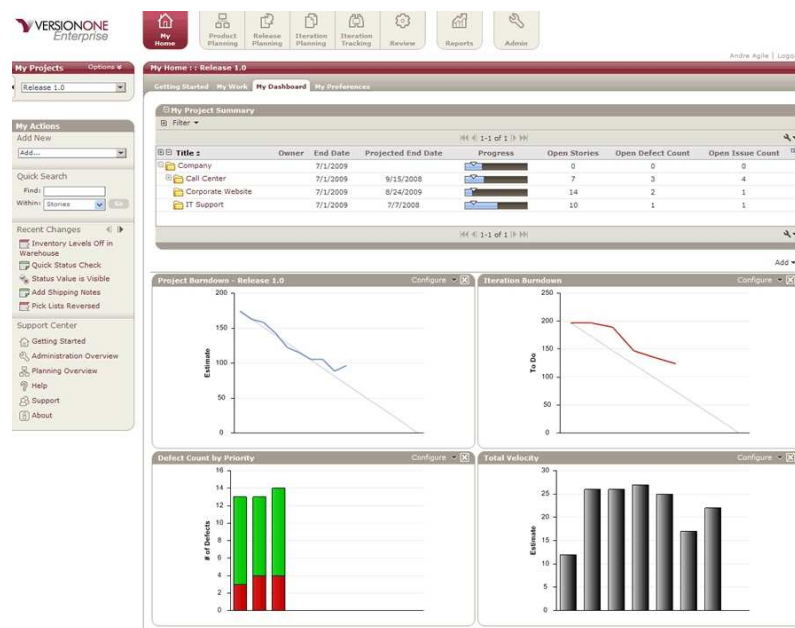 VERSIONONE
Enterprise
My Home
Product Planning
Release Planning
Iteration Planning
Iteration Tracking
Review
Reports
Admin
Andre Agile | Logo
My Projects Options
Release 1.0
My Home : : Release 1.0
Getting Started My Work My Dashboard My Preferences
My Actions
Add New
Add...
Quick Search
Find:
Within: Stories Go
Recent Changes
Inventory Levels Off in
Warehouse
Quick Status Check
Status Value is Visible
Add Shipping Notes
Pick Lists Reversed
Support Center
Getting Started
Administration Overview
Planning Overview
Help
Support
About
My Project Summary
Filter
1-1 of 1
Title Owner End Date Projected End Date Progress Open Stories Open Defect Count Open Issue Count
Company 7/1/2009 0 0 0
Call Center 7/1/2009 9/15/2008 7 3 4
Corporate Website 7/1/2009 8/24/2009 14 2 1
IT Support 7/1/2009 7/7/2008 10 1 1
1-1 of 1
Add
Project Burndown - Release 1.0 Configure
200
150
100
50
0
Estimate
Iteration Burndown Configure
250
200
150
100
50
0
To Do
Defect Count by Priority Configure
16
14
12
10
8
6
4
2
0
# of Defects
Total Velocity Configure
30
25
20
15
10
5
0
Estimate